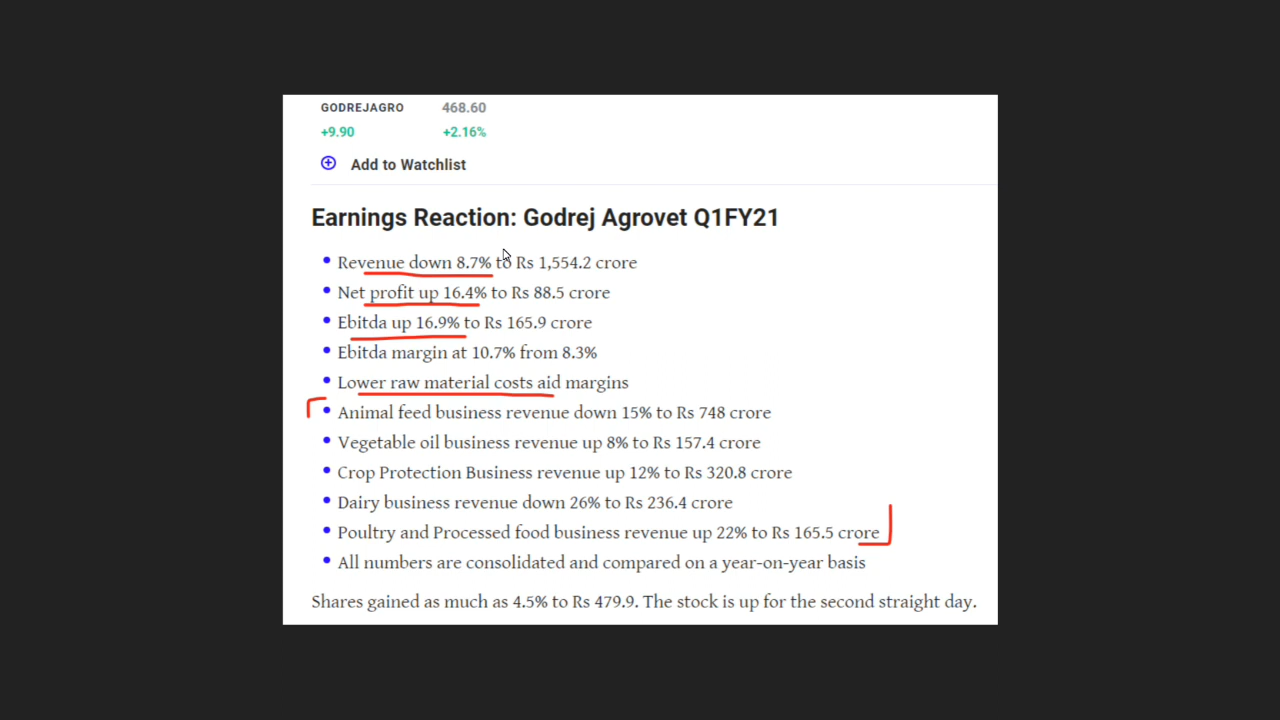 GODREJAGRO 468.60
+9.90 +2.16%
Add to Watchlist
Earnings Reaction: Godrej Agrovet Q1FY21
• Revenue down 8.7% to Rs 1,554.2 crore
• Net profit up 16.4% to Rs 88.5 crore
• Ebitda up 16.9% to Rs 165.9 crore
• Ebitda margin at 10.7% from 8.3%
• Lower raw material costs aid margins
• Animal feed business revenue down 15% to Rs 748 crore
• Vegetable oil business revenue up 8% to Rs 157.4 crore
• Crop Protection Business revenue up 12% to Rs 320.8 crore
• Dairy business revenue down 26% to Rs 236.4 crore
• Poultry and Processed food business revenue up 22% to Rs 165.5 crore
• All numbers are consolidated and compared on a year-on-year basis
Shares gained as much as 4.5% to Rs 479.9. The stock is up for the second straight day.